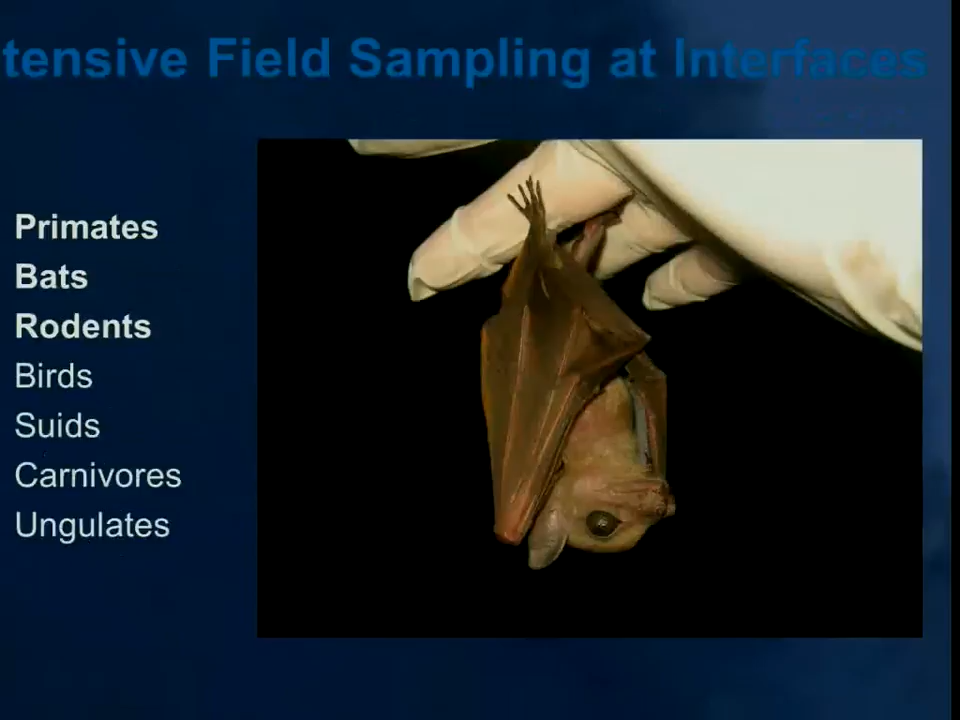 tensive Field Sampling at Interfaces
Primates
Bats
Rodents
Birds
Suids
Carnivores
Ungulates